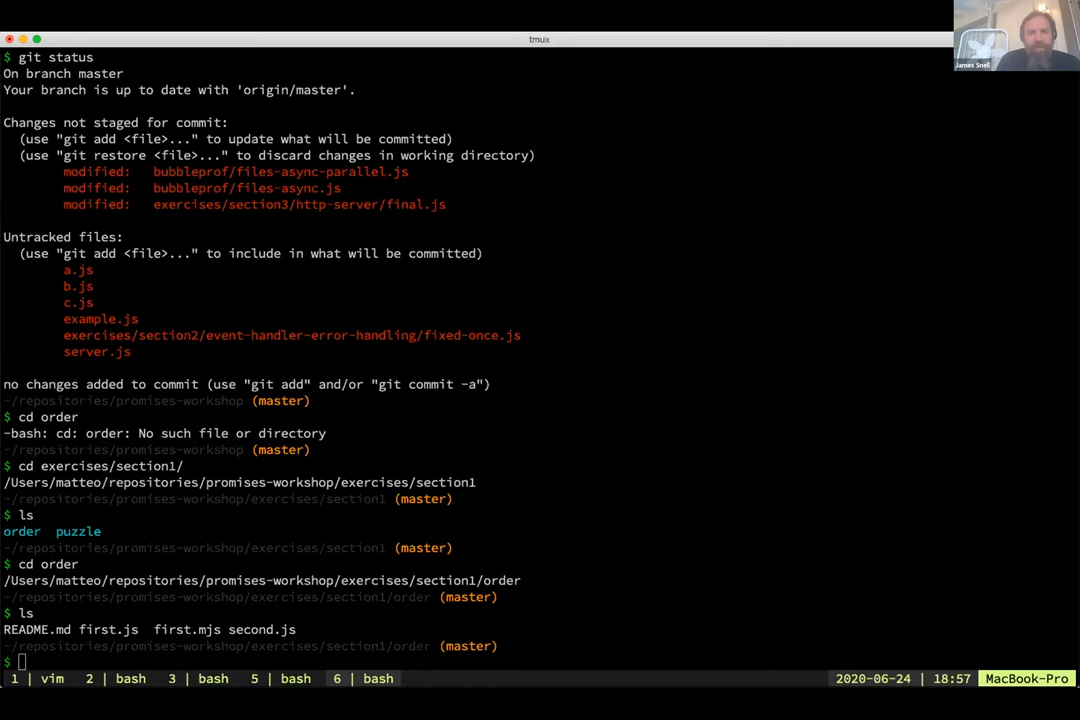 tmux
James Snell
$ git status
On branch master
Your branch is up to date with 'origin/master'.
Changes not staged for commit:
(use "git add <file>..." to update what will be committed)
(use "git restore <file>..." to discard changes in working directory)
modified: bubbleprof/files-async-parallel.js
modified: bubbleprof/files-async.js
modified: exercises/section3/http-server/final.js
Untracked files:
(use "git add <file>..." to include in what will be committed)
a.js
b.js
c.js
example.js
exercises/section2/event-handler-error-handling/fixed-once.js
server.js
no changes added to commit (use "git add" and/or "git commit -a")
~/repositories/promises-workshop (master)
$ cd order
-bash: cd: order: No such file or directory
~/repositories/promises-workshop (master)
$ cd exercises/section1/
/Users/matteo/repositories/promises-workshop/exercises/section1
~/repositories/promises-workshop/exercises/section1 (master)
$ ls
order puzzle
~/repositories/promises-workshop/exercises/section1 (master)
$ cd order
/Users/matteo/repositories/promises-workshop/exercises/section1/order
~/repositories/promises-workshop/exercises/section1/order (master)
$ ls
README.md first.js first.mjs second.js
~/repositories/promises-workshop/exercises/section1/order (master)
$
1 | vim 2 | bash 3 | bash 5 | bash 6 | bash 2020-06-24 | 18:57 MacBook-Pro